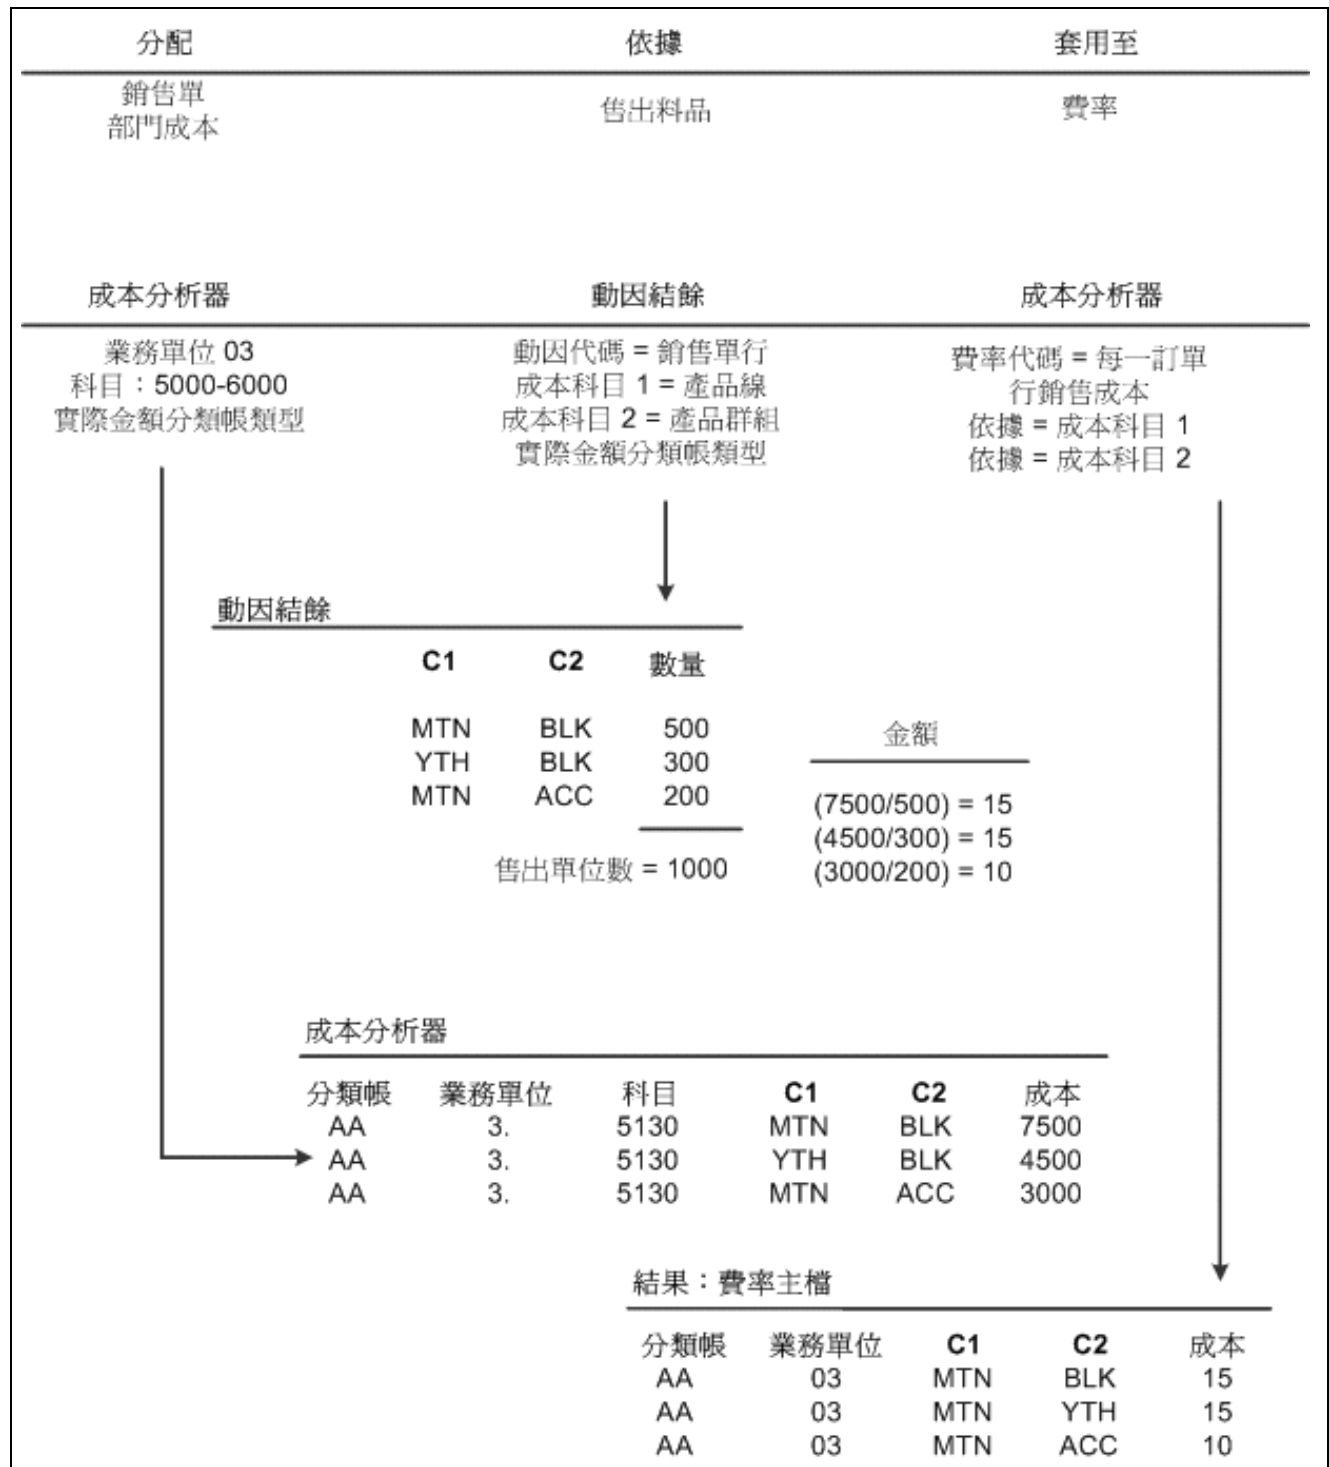 分配 依據 套用至
銷售單
部門成本
售出料品
費率
成本分析器 動因結餘 成本分析器
業務單位 03
科目：5000-6000
實際金額分類帳類型
動因代碼 = 銷售單行
成本科目 1 = 產品線
成本科目 2 = 產品群組
實際金額分類帳類型
費率代碼 = 每一訂單
行銷售成本
依據 = 成本科目 1
依據 = 成本科目 2
動因結餘
C1 C2 數量
MTN BLK 500
YTH BLK 300
MTN ACC 200
售出單位數 = 1000
金額
(7500/500) = 15
(4500/300) = 15
(3000/200) = 10
成本分析器
分類帳 業務單位 科目 C1 C2 成本
AA 3. 5130 MTN BLK 7500
AA 3. 5130 YTH BLK 4500
AA 3. 5130 MTN ACC 3000
結果：費率主檔
分類帳 業務單位 C1 C2 成本
AA 03 MTN BLK 15
AA 03 MTN YTH 15
AA 03 MTN ACC 10